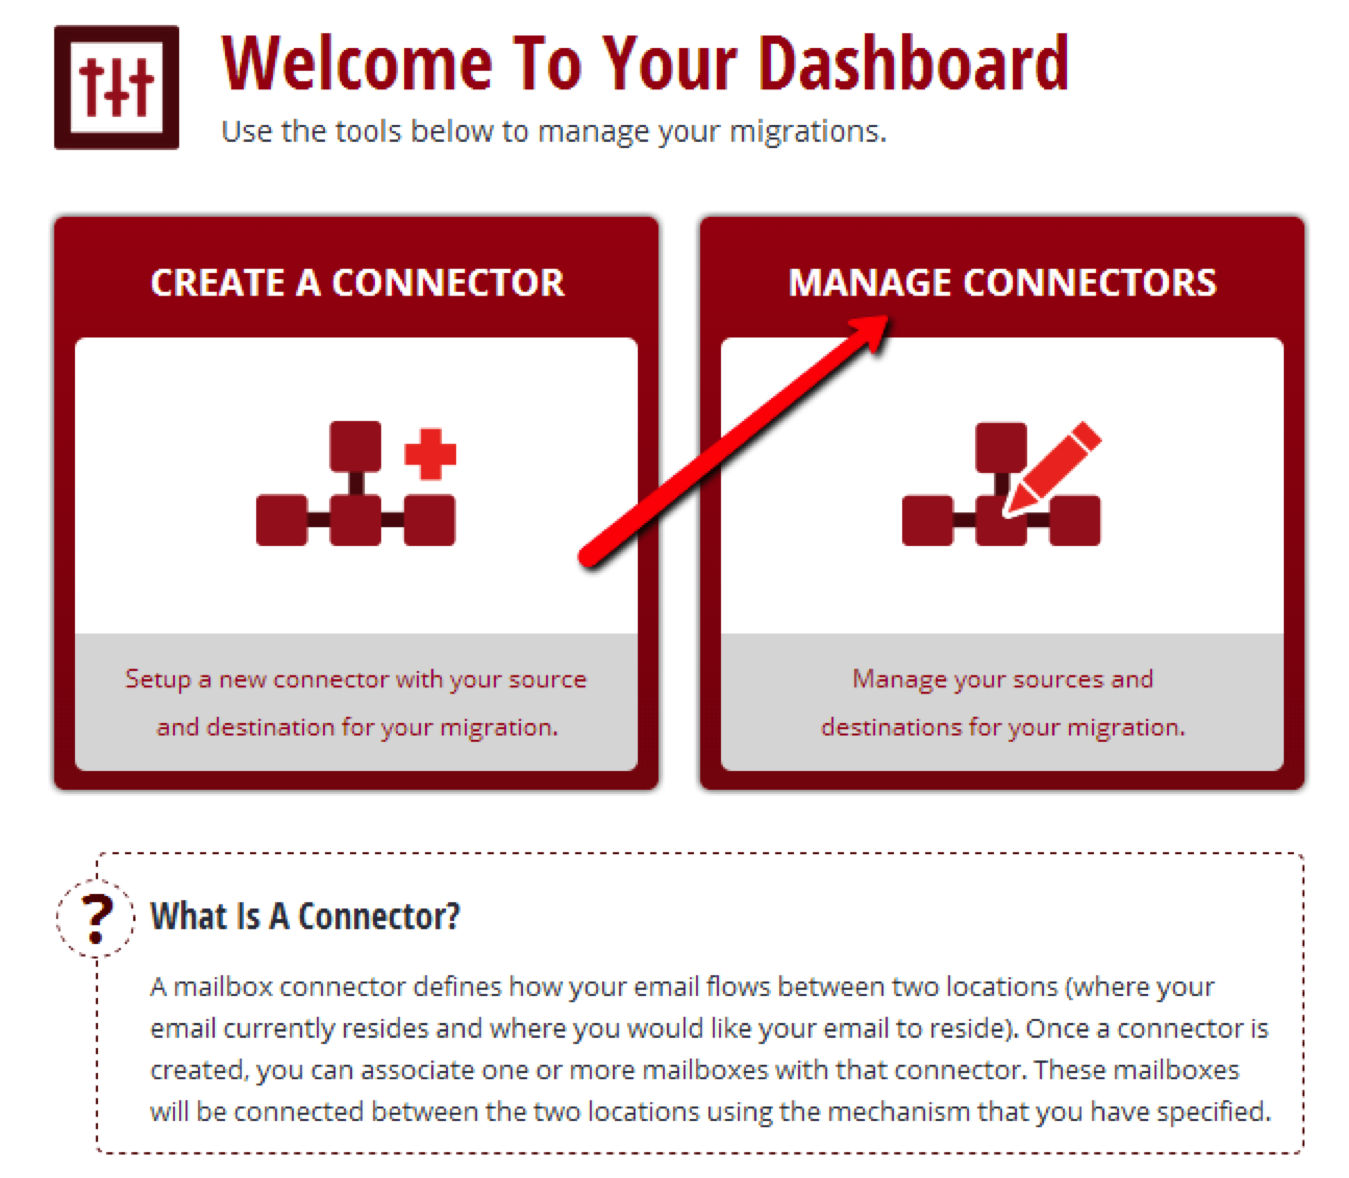 Welcome To Your Dashboard
Use the tools below to manage your migrations.
CREATE A CONNECTOR
Setup a new connector with your source
and destination for your migration.
MANAGE CONNECTORS
Manage your sources and
destinations for your migration.
?
What Is A Connector?
A mailbox connector defines how your email flows between two locations (where your
email currently resides and where you would like your email to reside). Once a connector is
created, you can associate one or more mailboxes with that connector. These mailboxes
will be connected between the two locations using the mechanism that you have specified.